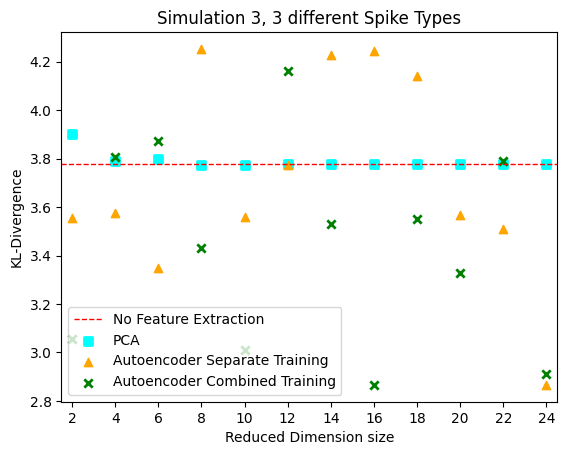 Simulation 3, 3 different Spike Types
KL-Divergence
4.2
4.0
3.8
3.6
3.4
3.2
3.0
2.8
No Feature Extraction
PCA
Autoencoder Separate Training
Autoencoder Combined Training
2 4 6 8 10 12 14 16 18 20 22 24
Reduced Dimension size